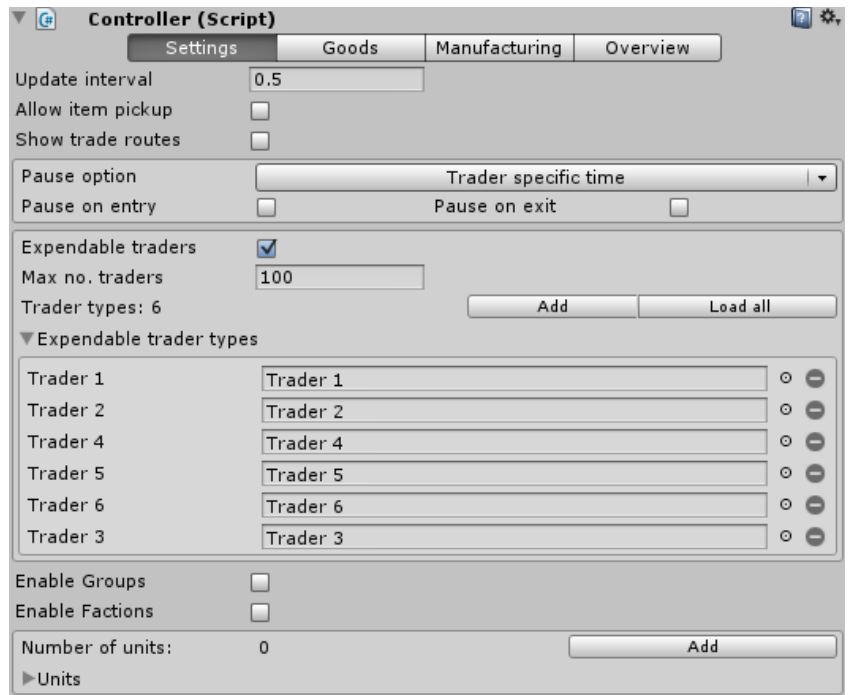 Controller (Script)
Settings Goods Manufacturing Overview
Update interval 0.5
Allow item pickup
Show trade routes
Pause option Trader specific time
Pause on entry Pause on exit
Expendable traders
Max no. traders 100
Trader types: 6 Add Load all
Expendable trader types
Trader 1 Trader 1
Trader 2 Trader 2
Trader 4 Trader 4
Trader 5 Trader 5
Trader 6 Trader 6
Trader 3 Trader 3
Enable Groups
Enable Factions
Number of units: 0 Add
Units